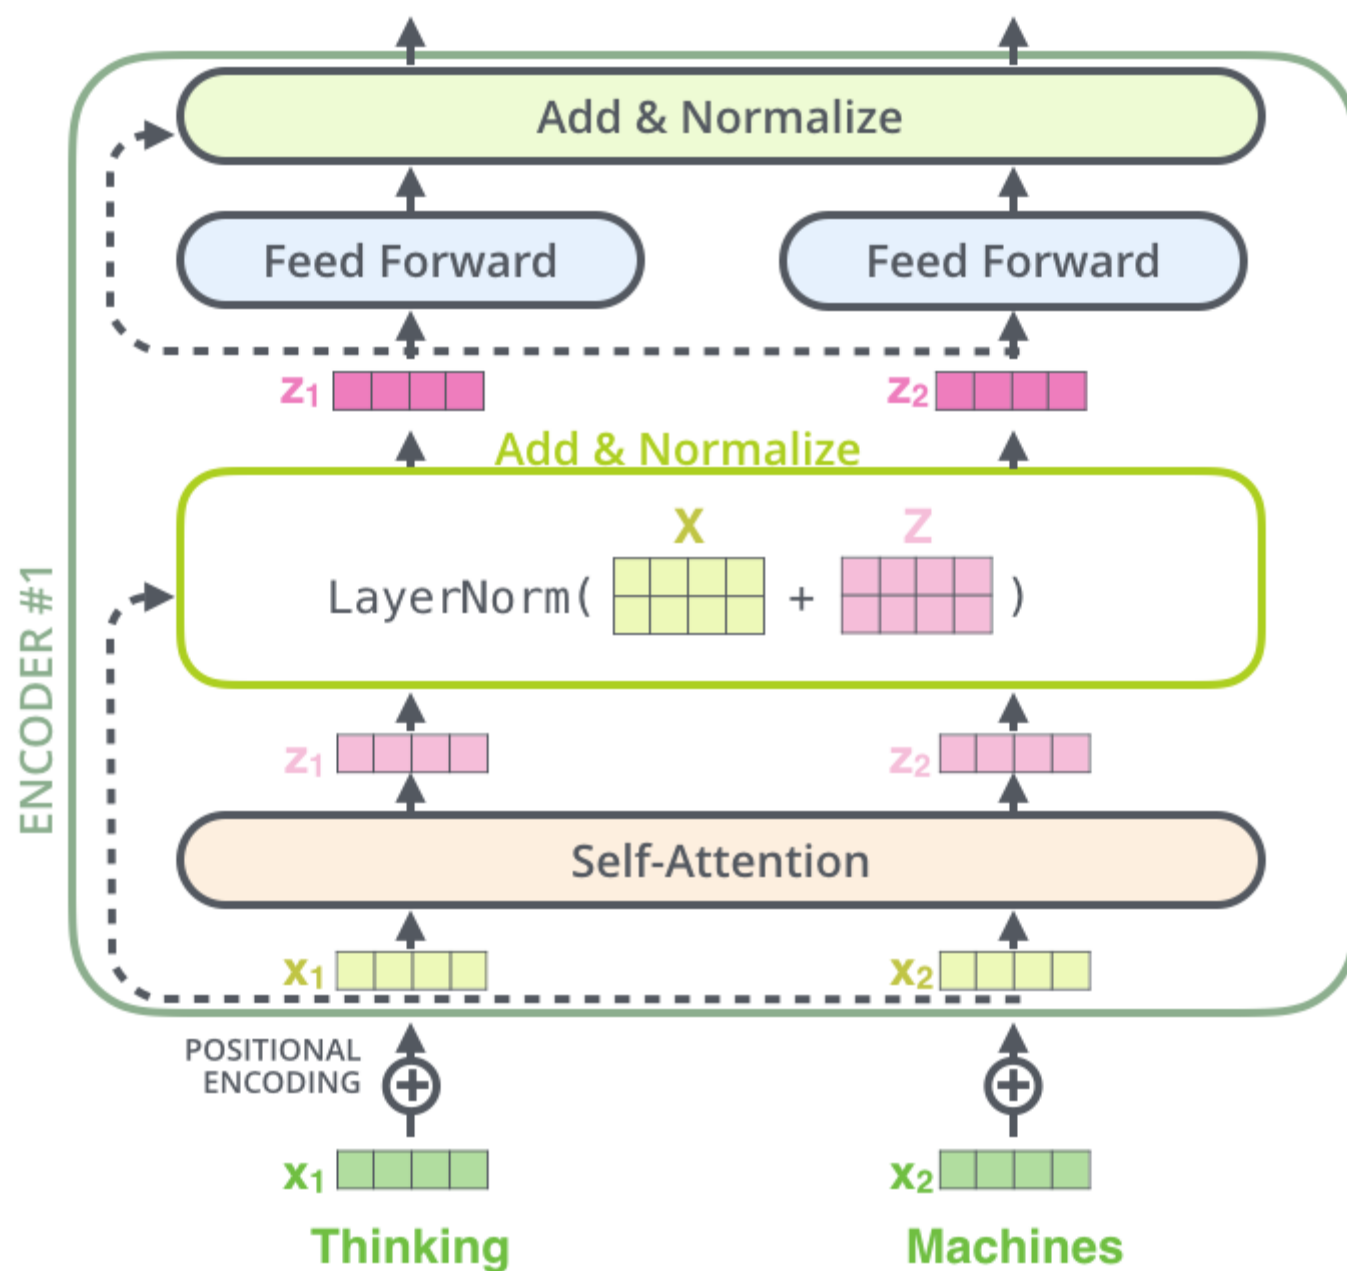 Add & Normalize
Feed Forward Feed Forward
z1 z2
Add & Normalize
X Z
LayerNorm( + )
ENCODER #1
z1 z2
Self-Attention
x1 x2
POSITIONAL
ENCODING
x1 x2
Thinking Machines